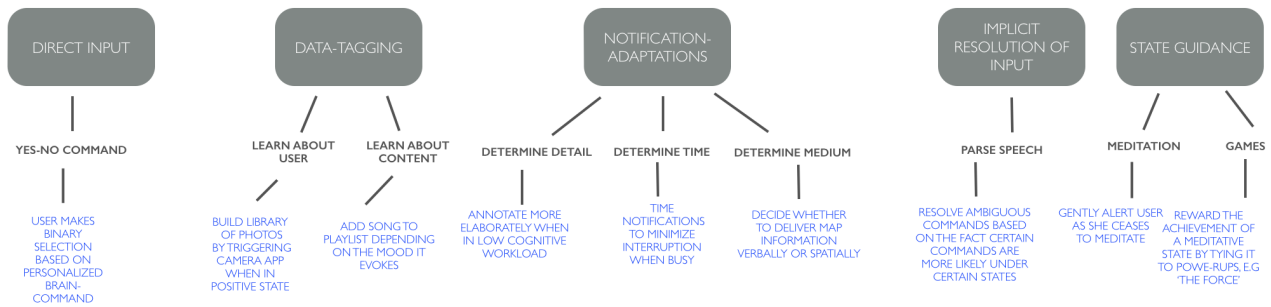 DIRECT INPUT
DATA-TAGGING
NOTIFICATION-
ADAPTATIONS
IMPLICIT
RESOLUTION OF
INPUT
STATE GUIDANCE
YES-NO COMMAND
LEARN ABOUT
USER
LEARN ABOUT
CONTENT
DETERMINE DETAIL
DETERMINE TIME
DETERMINE MEDIUM
PARSE SPEECH
MEDITATION
GAMES
USER MAKES
BINARY
SELECTION
BASED ON
PERSONALIZED
BRAIN-
COMMAND
BUILD LIBRARY
OF PHOTOS
BY TRIGGERING
CAMERA APP
WHEN IN
POSITIVE STATE
ADD SONG TO
PLAYLIST DEPENDING
ON THE MOOD IT
EVOKES
ANNOTATE MORE
ELABORATELY WHEN
IN LOW COGNITIVE
WORKLOAD
TIME
NOTIFICATIONS
TO MINIMIZE
INTERRUPTION
WHEN BUSY
DECIDE WHETHER
TO DELIVER MAP
INFORMATION
VERBALLY OR SPATIALLY
RESOLVE AMBIGUOUS
COMMANDS BASED
ON THE FACT CERTAIN
COMMANDS ARE
MORE LIKELY UNDER
CERTAIN STATES
GENTLY ALERT USER
AS SHE CEASES
TO MEDITATE
REWARD THE
ACHIEVEMENT OF
A MEDITATIVE
STATE BY TYING IT
TO POWE-RUPS, E.G
'THE FORCE'